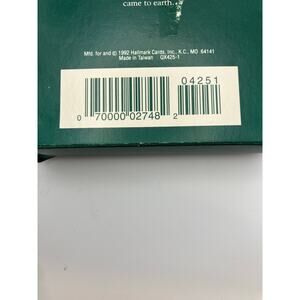 came to earth...
Mfd. for and © 1992 Hallmark Cards, Inc., K.C., MO 64141
Made in Taiwan QX425-1
04251
0 70000 02748 2